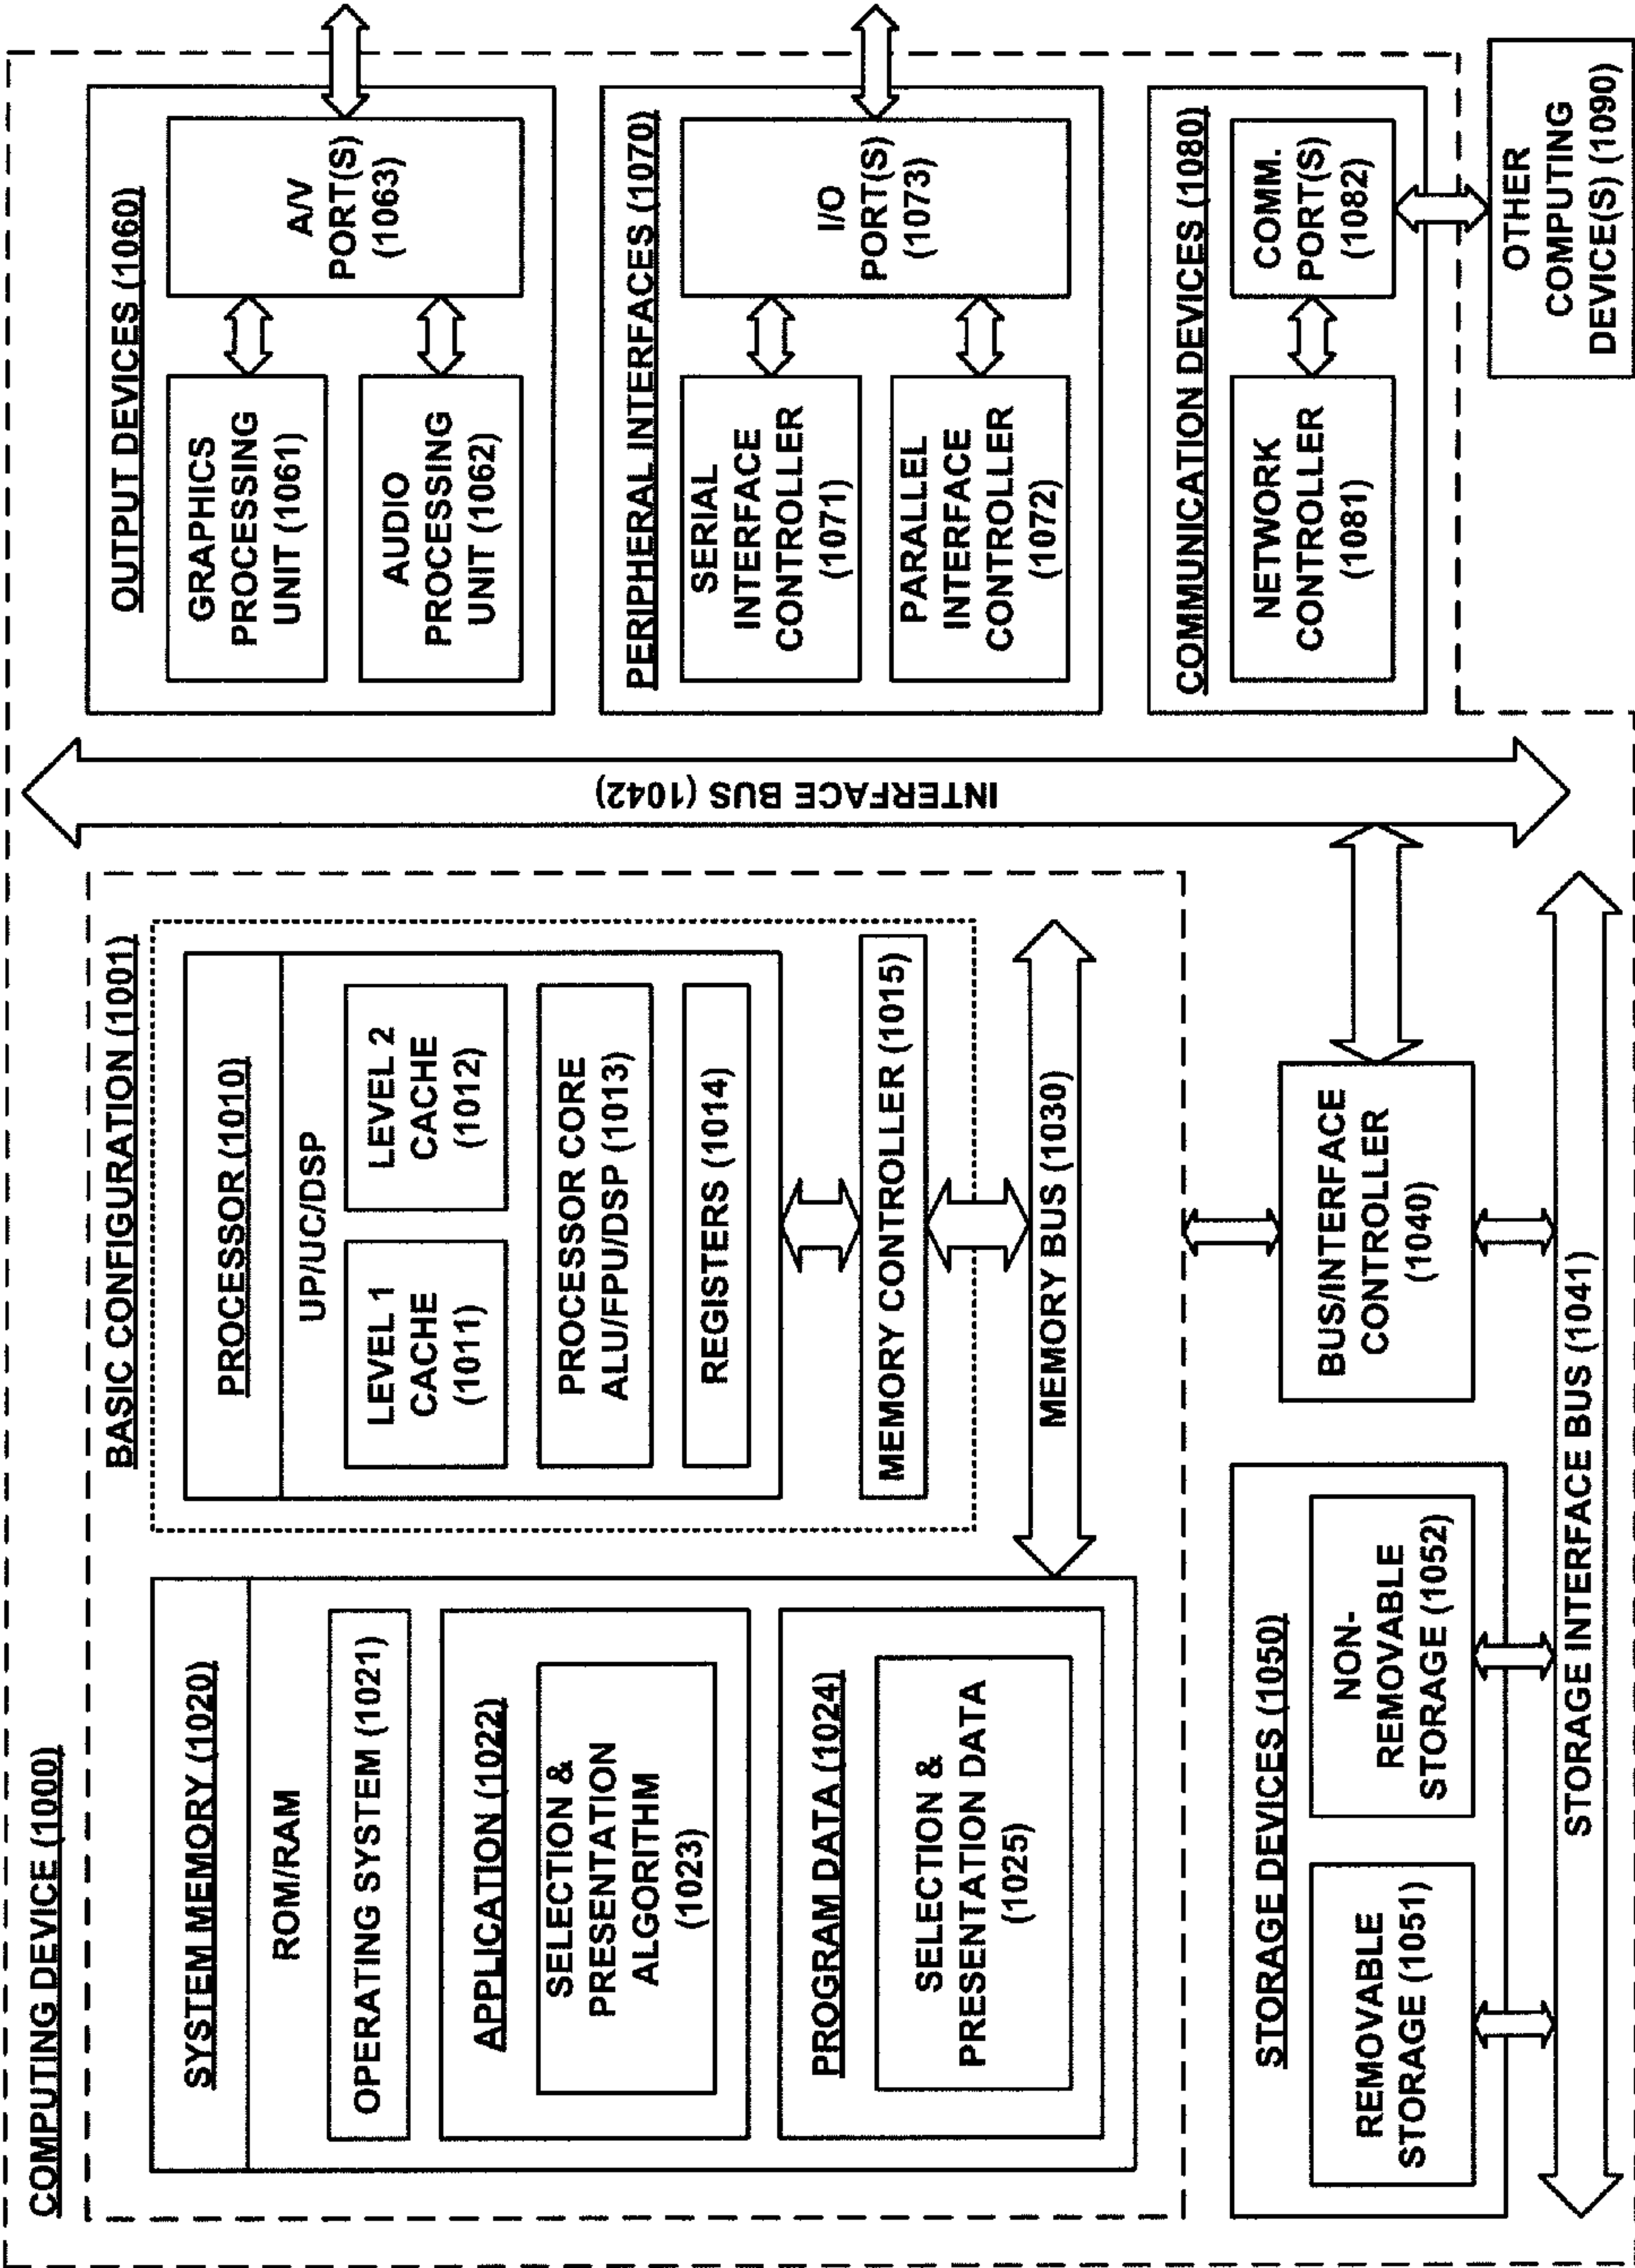 COMPUTING DEVICE (1000)
BASIC CONFIGURATION (1001)
SYSTEM MEMORY (1020)
ROM/RAM
OPERATING SYSTEM (1021)
APPLICATION (1022)
SELECTION &
PRESENTATION
ALGORITHM
(1023)
PROGRAM DATA (1024)
SELECTION &
PRESENTATION DATA
(1025)
PROCESSOR (1010)
UP/UC/DSP
LEVEL 1
CACHE
(1011)
LEVEL 2
CACHE
(1012)
PROCESSOR CORE
ALU/FPU/DSP (1013)
REGISTERS (1014)
MEMORY CONTROLLER (1015)
MEMORY BUS (1030)
BUS/INTERFACE
CONTROLLER
(1040)
STORAGE DEVICES (1050)
REMOVABLE
STORAGE (1051)
NON-
REMOVABLE
STORAGE (1052)
STORAGE INTERFACE BUS (1041)
INTERFACE BUS (1042)
OUTPUT DEVICES (1060)
GRAPHICS
PROCESSING
UNIT (1061)
AUDIO
PROCESSING
UNIT (1062)
A/V
PORT(S)
(1063)
PERIPHERAL INTERFACES (1070)
SERIAL
INTERFACE
CONTROLLER
(1071)
PARALLEL
INTERFACE
CONTROLLER
(1072)
I/O
PORT(S)
(1073)
COMMUNICATION DEVICES (1080)
NETWORK
CONTROLLER
(1081)
COMM.
PORT(S)
(1082)
OTHER
COMPUTING
DEVICE(S) (1090)